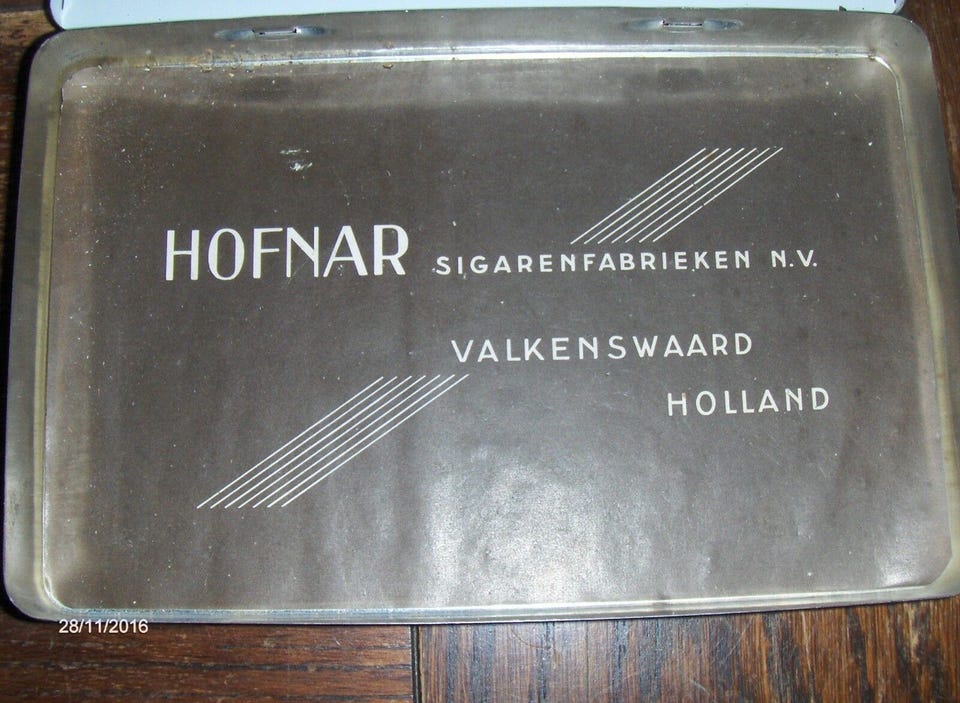 HOFNAR SIGARENFABRIEKEN N.V.
VALKENSWAARD
HOLLAND
28/11/2016